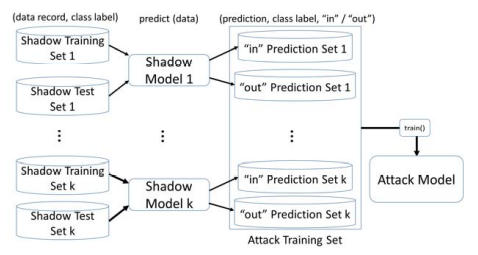 (data record, class label)
predict (data)
(prediction, class label, "in" / "out")
Shadow Training
Set 1
Shadow Test
Set 1
Shadow
Model 1
"in" Prediction Set 1
"out" Prediction Set 1
⋮
⋮
⋮
train()
Attack Model
Shadow Training
Set k
Shadow Test
Set k
Shadow
Model k
"in" Prediction Set k
"out" Prediction Set k
Attack Training Set